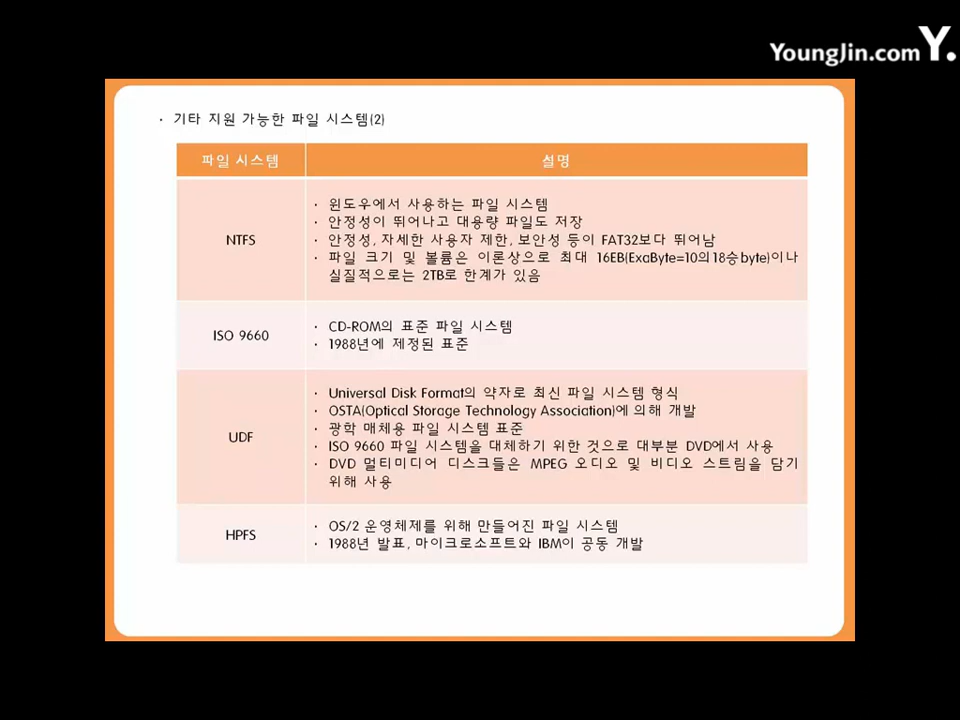 YoungJin.com Y.
· 기타 지원 가능한 파일 시스템(2)
파일 시스템 설명
NTFS
· 윈도우에서 사용하는 파일 시스템
· 안정성이 뛰어나고 대용량 파일도 저장
· 안정성, 자세한 사용자 제한, 보안성 등이 FAT32보다 뛰어남
· 파일 크기 및 볼륨은 이론상으로 최대 16EB(ExaByte=10의18승byte)이나
실질적으로는 2TB로 한계가 있음
ISO 9660
· CD-ROM의 표준 파일 시스템
· 1988년에 제정된 표준
UDF
· Universal Disk Format의 약자로 최신 파일 시스템 형식
· OSTA(Optical Storage Technology Association)에 의해 개발
· 광학 매체용 파일 시스템 표준
· ISO 9660 파일 시스템을 대체하기 위한 것으로 대부분 DVD에서 사용
· DVD 멀티미디어 디스크들은 MPEG 오디오 및 비디오 스트림을 담기
위해 사용
HPFS
· OS/2 운영체제를 위해 만들어진 파일 시스템
· 1988년 발표, 마이크로소프트와 IBM이 공동 개발